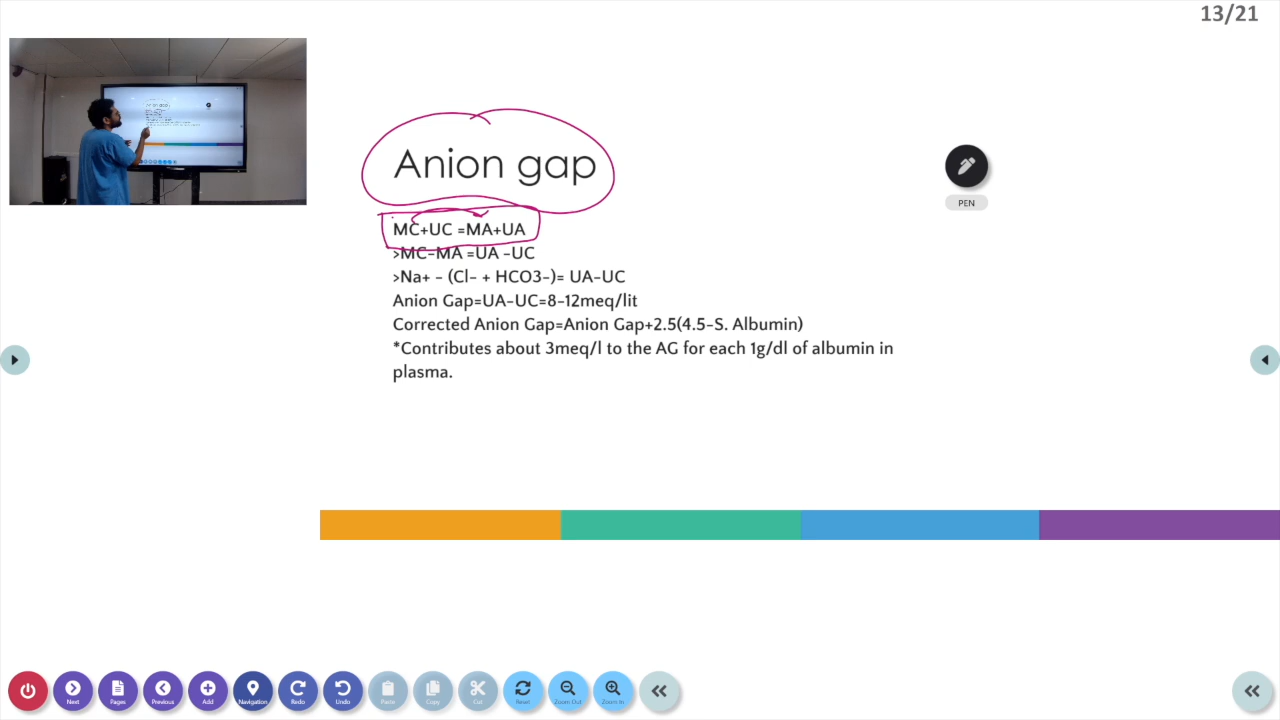 13/21
Anion gap
PEN
MC+UC =MA+UA
>MC-MA =UA -UC
>Na+ - (Cl- + HCO3-)= UA-UC
Anion Gap=UA-UC=8-12meq/lit
Corrected Anion Gap=Anion Gap+2.5(4.5-S. Albumin)
*Contributes about 3meq/l to the AG for each 1g/dl of albumin in
plasma.
Next Pages Previous Add Navigation Redo Undo Paste Copy Cut Reset Zoom Out Zoom In